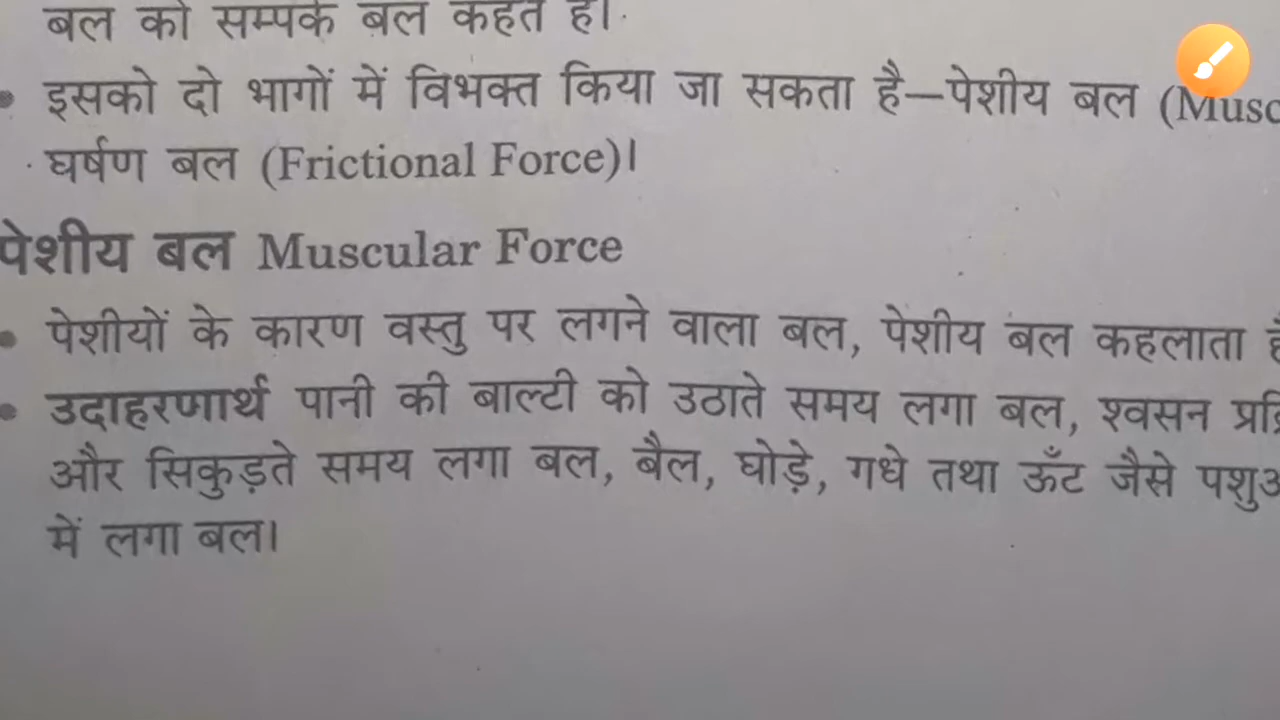 बल को सम्पर्क बल कहते हैं।
• इसको दो भागों में विभक्त किया जा सकता है—पेशीय बल (Musc
घर्षण बल (Frictional Force)।
पेशीय बल Muscular Force
• पेशीयों के कारण वस्तु पर लगने वाला बल, पेशीय बल कहलाता
• उदाहरणार्थ पानी की बाल्टी को उठाते समय लगा बल, श्वसन
और सिकुड़ते समय लगा बल, बैल, घोड़े, गधे तथा ऊँट जैसे
में लगा बल।